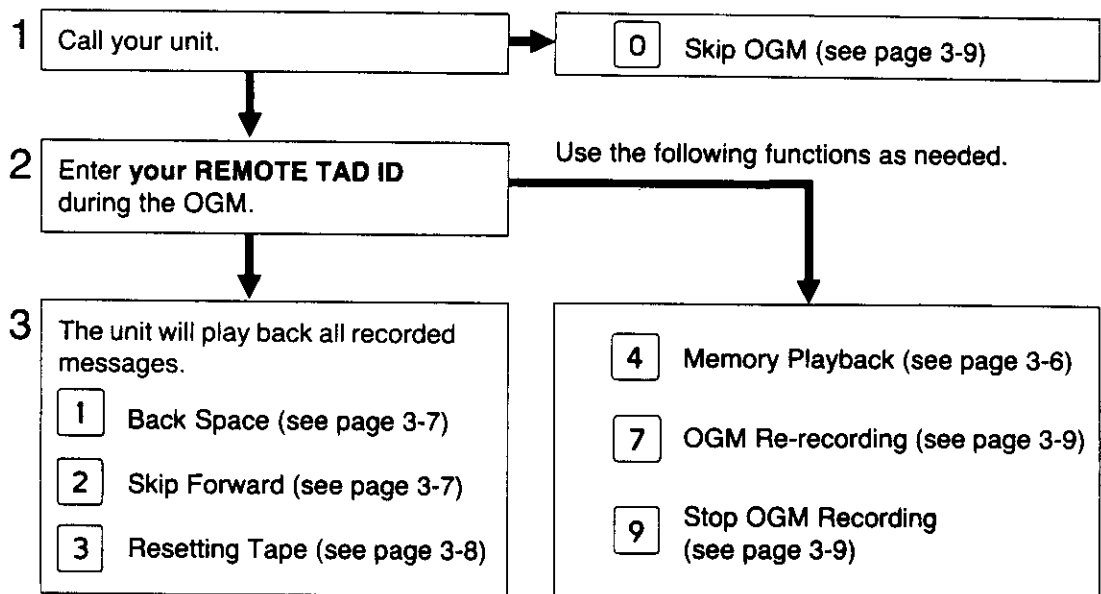 1 Call your unit.
0 Skip OGM (see page 3-9)
2 Enter your REMOTE TAD ID
during the OGM.
Use the following functions as needed.
3 The unit will play back all recorded
messages.
1 Back Space (see page 3-7)
2 Skip Forward (see page 3-7)
3 Resetting Tape (see page 3-8)
4 Memory Playback (see page 3-6)
7 OGM Re-recording (see page 3-9)
9 Stop OGM Recording
(see page 3-9)